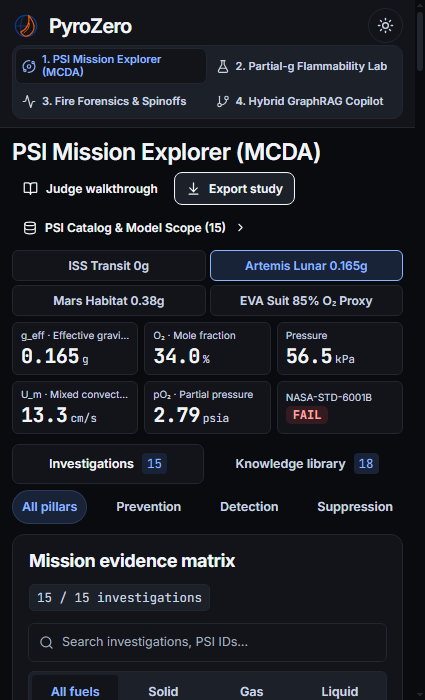 PyroZero
1. PSI Mission Explorer
(MCDA)
2. Partial-g Flammability Lab
3. Fire Forensics & Spinoffs
4. Hybrid GraphRAG Copilot
PSI Mission Explorer (MCDA)
Judge walkthrough
Export study
PSI Catalog & Model Scope (15)
ISS Transit 0g
Artemis Lunar 0.165g
Mars Habitat 0.38g
EVA Suit 85% O₂ Proxy
g_eff · Effective gravi...
0.165 g
O₂ · Mole fraction
34.0 %
Pressure
56.5 kPa
U_m · Mixed convect...
13.3 cm/s
pO₂ · Partial pressure
2.79 psia
NASA-STD-6001B
FAIL
Investigations 15
Knowledge library 18
All pillars
Prevention
Detection
Suppression
Mission evidence matrix
15 / 15 investigations
Search investigations, PSI IDs...
All fuels
Solid
Gas
Liquid